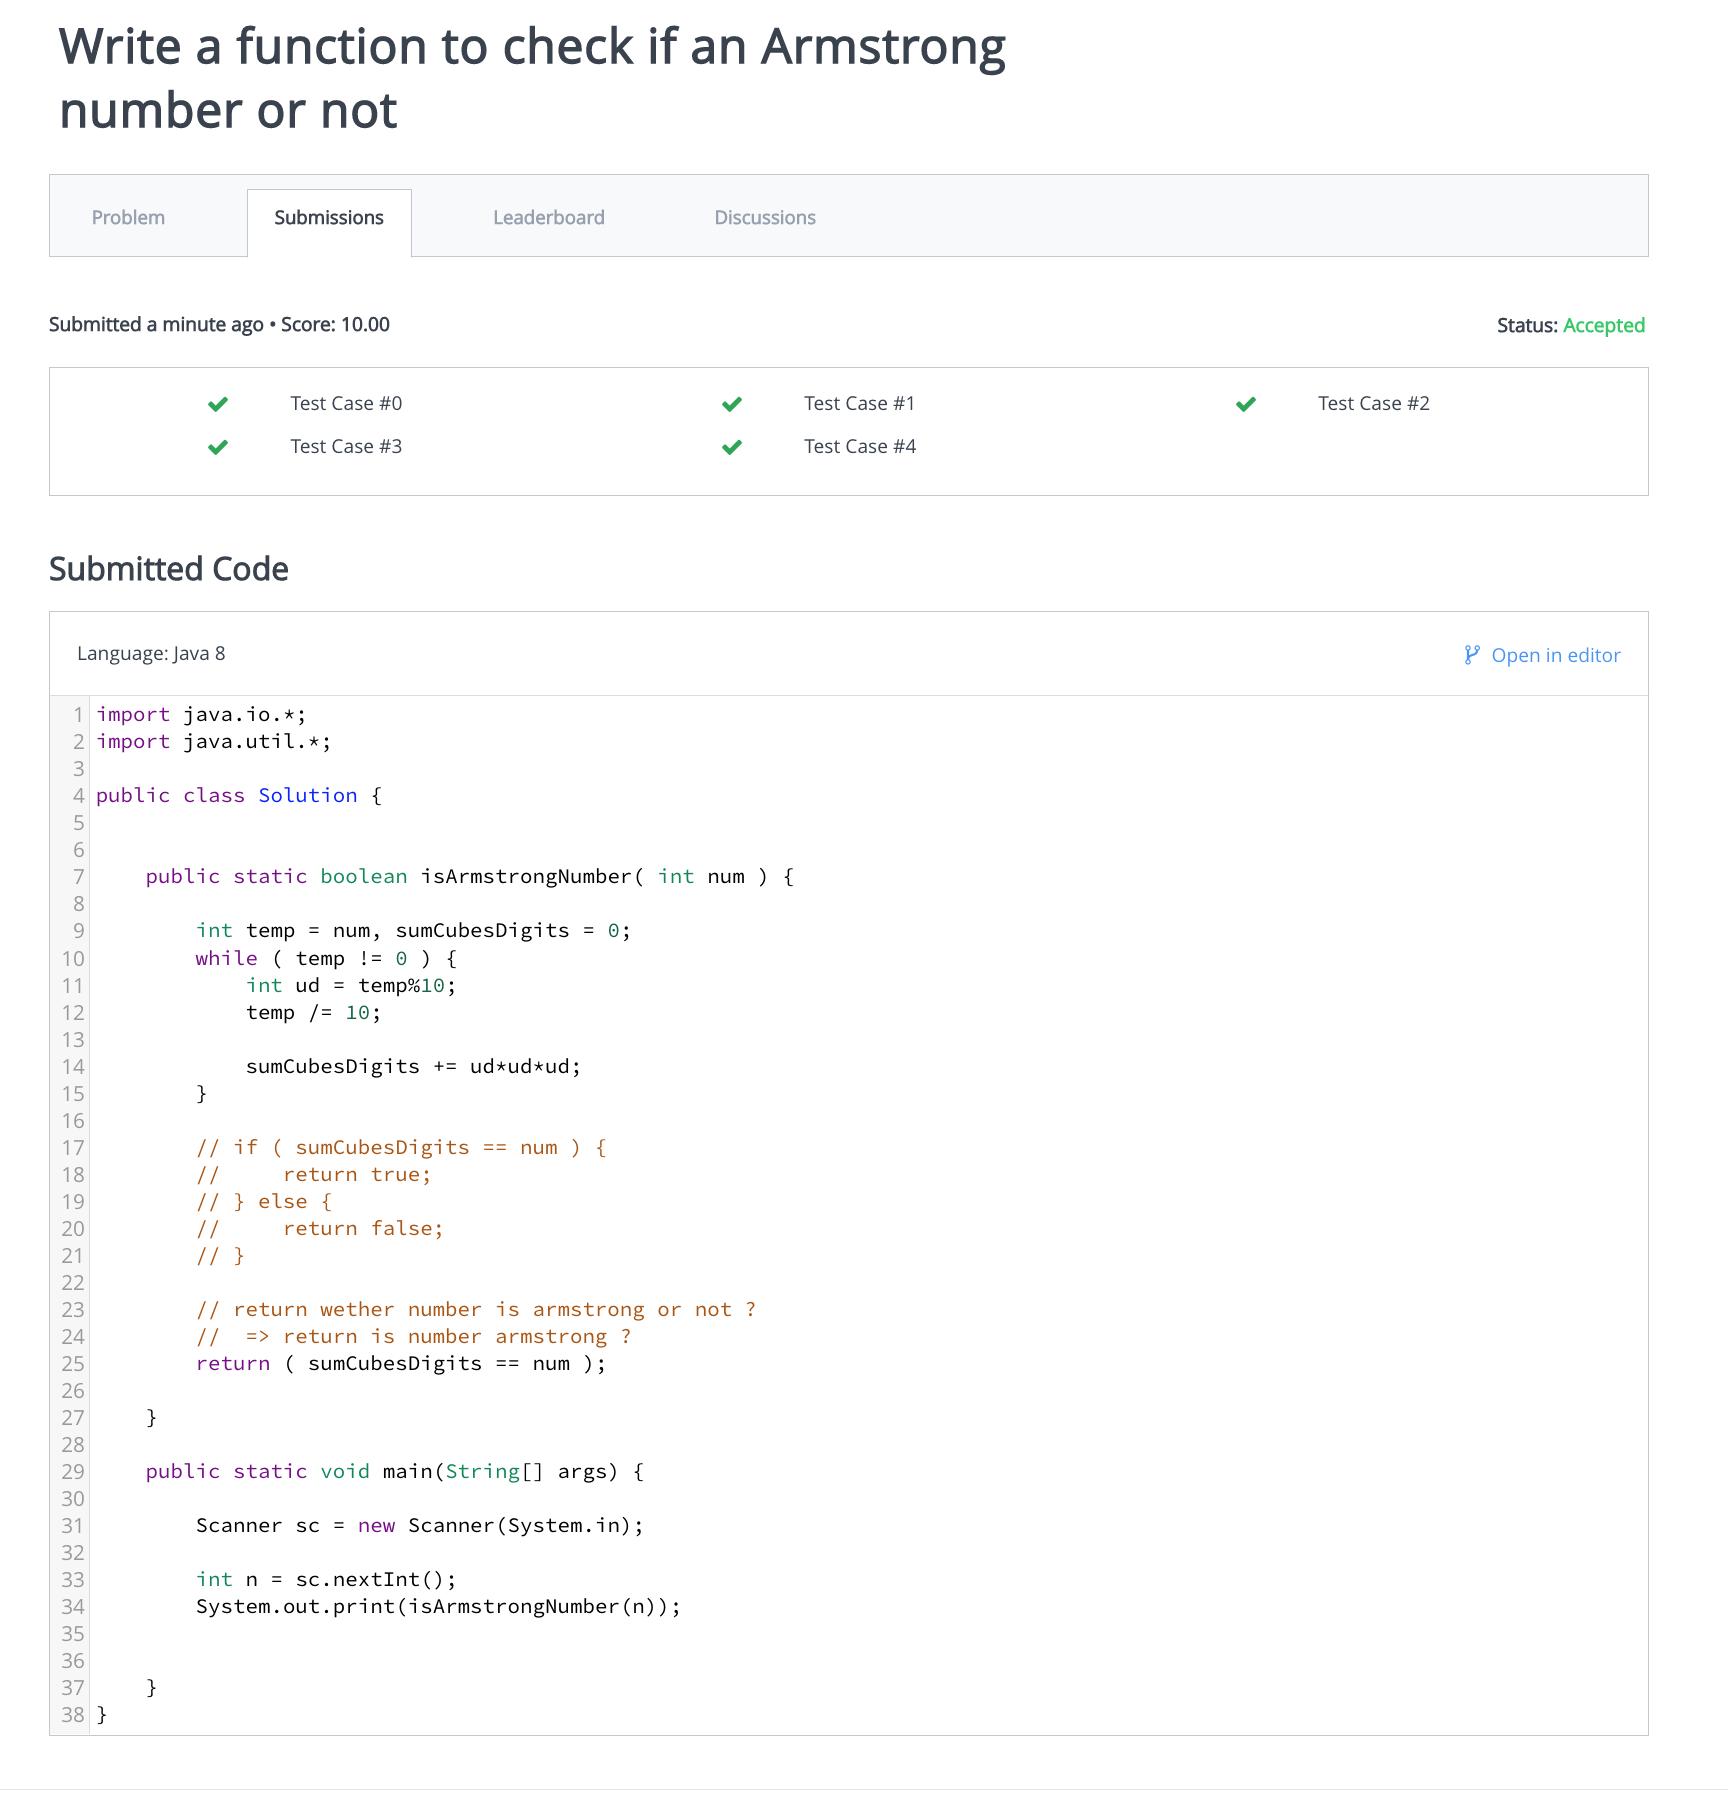 Write a function to check if an Armstrong
number or not
Problem Submissions Leaderboard Discussions
Submitted a minute ago • Score: 10.00 Status: Accepted
Test Case #0 Test Case #1 Test Case #2
Test Case #3 Test Case #4
Submitted Code
Language: Java 8 Open in editor
1 import java.io.*;
2 import java.util.*;
3
4 public class Solution {
5
6
7     public static boolean isArmstrongNumber( int num ) {
8
9         int temp = num, sumCubesDigits = 0;
10         while ( temp != 0 ) {
11             int ud = temp%10;
12             temp /= 10;
13
14             sumCubesDigits += ud*ud*ud;
15         }
16
17         // if ( sumCubesDigits == num ) {
18         //     return true;
19         // } else {
20         //     return false;
21         // }
22
23         // return wether number is armstrong or not ?
24         //  => return is number armstrong ?
25         return ( sumCubesDigits == num );
26
27     }
28
29     public static void main(String[] args) {
30
31         Scanner sc = new Scanner(System.in);
32
33         int n = sc.nextInt();
34         System.out.print(isArmstrongNumber(n));
35
36
37     }
38 }